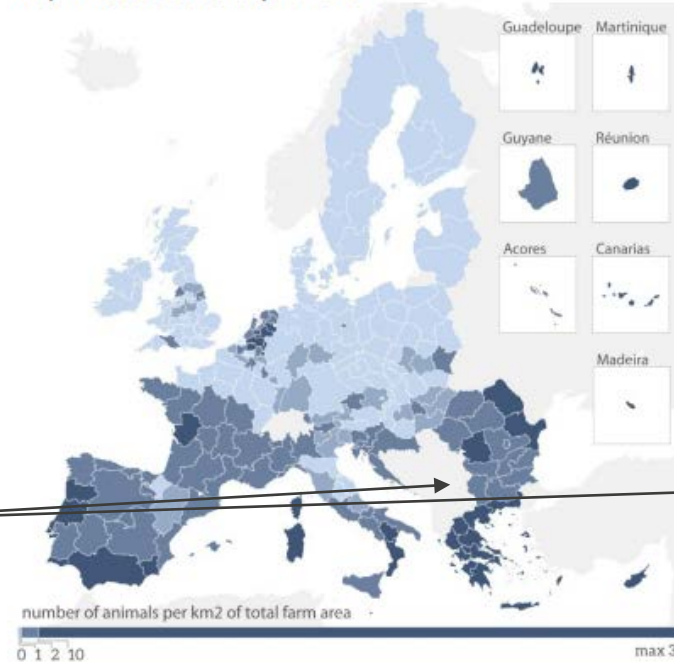 Guadeloupe Martinique
Guyane Réunion
Acores Canarias
Madeira
number of animals per km2 of total farm area
0 1 2 10
max 3